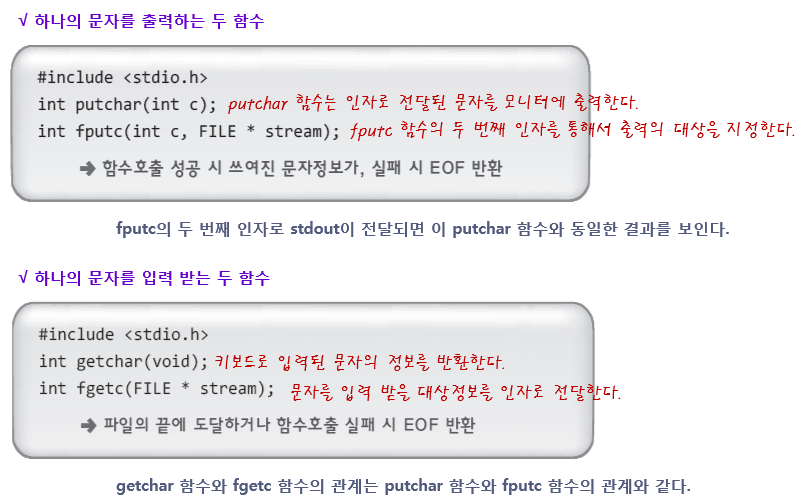 √ 하나의 문자를 출력하는 두 함수
#include <stdio.h>
int putchar(int c); putchar 함수는 인자로 전달된 문자를 모니터에 출력한다.
int fputc(int c, FILE * stream); fputc 함수의 두 번째 인자를 통해서 출력의 대상을 지정한다.
➔ 함수호출 성공 시 쓰여진 문자정보가, 실패 시 EOF 반환
fputc의 두 번째 인자로 stdout이 전달되면 이 putchar 함수와 동일한 결과를 보인다.
√ 하나의 문자를 입력 받는 두 함수
#include <stdio.h>
int getchar(void); 키보드로 입력된 문자의 정보를 반환한다.
int fgetc(FILE * stream); 문자를 입력 받을 대상정보를 인자로 전달한다.
➔ 파일의 끝에 도달하거나 함수호출 실패 시 EOF 반환
getchar 함수와 fgetc 함수의 관계는 putchar 함수와 fputc 함수의 관계와 같다.